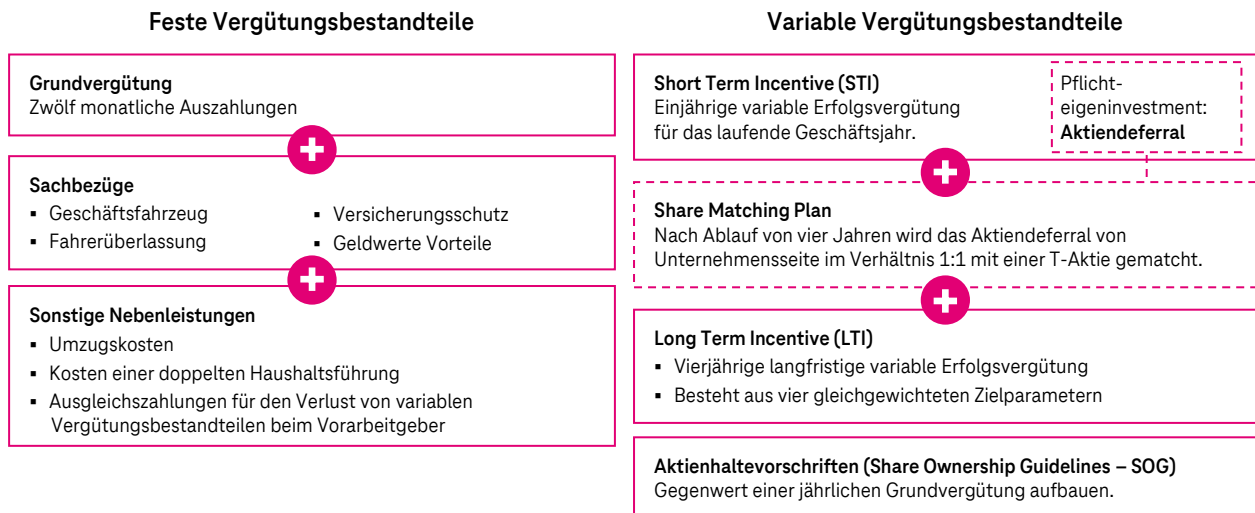 Feste Vergütungsbestandteile
Grundvergütung
Zwölf monatliche Auszahlungen
Sachbezüge
▪ Geschäftsfahrzeug
▪ Fahrerüberlassung
▪ Versicherungsschutz
▪ Geldwerte Vorteile
Sonstige Nebenleistungen
▪ Umzugskosten
▪ Kosten einer doppelten Haushaltsführung
▪ Ausgleichszahlungen für den Verlust von variablen
Vergütungsbestandteilen beim Vorarbeitgeber
Variable Vergütungsbestandteile
Short Term Incentive (STI)
Einjährige variable Erfolgsvergütung
für das laufende Geschäftsjahr.
Pflicht-
eigeninvestment:
Aktiendeferral
Share Matching Plan
Nach Ablauf von vier Jahren wird das Aktiendeferral von
Unternehmensseite im Verhältnis 1:1 mit einer T-Aktie gematcht.
Long Term Incentive (LTI)
▪ Vierjährige langfristige variable Erfolgsvergütung
▪ Besteht aus vier gleichgewichteten Zielparametern
Aktienhaltevorschriften (Share Ownership Guidelines – SOG)
Gegenwert einer jährlichen Grundvergütung aufbauen.